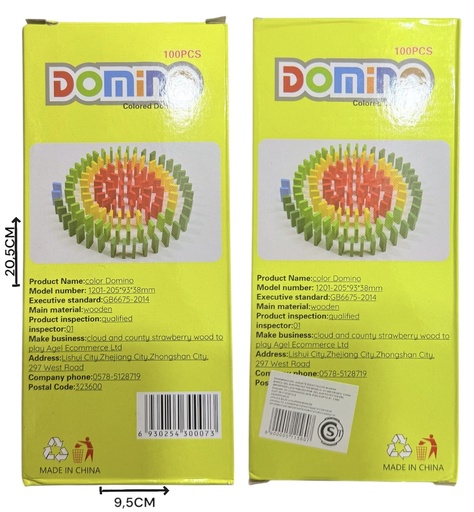 100PCS
DOMINO
Colored Do
20,5CM
Product Name:color Domino
Model number: 1201-205*93*38mm
Executive standard:GB6675-2014
Main material:wooden
Product inspection:qualified
inspector:01
Make business:cloud and county strawberry wood to
play Agel Ecommerce Ltd
Address:Lishui City,Zhejiang City,Zhongshan City,
297 West Road
Company phone:0578-5128719
Postal Code:323600
6 930254 300073
MADE IN CHINA
9,5CM
100PCS
DOMINO
Colored Do
Product Name:color Domino
Model number: 1201-205*93*38mm
Executive standard:GB6675-2014
Main material:wooden
Product inspection:qualified
inspector:01
Make business:cloud and county strawberry wood to
play Agel Ecommerce Ltd
Address:Lishui City,Zhejiang City,Zhongshan City,
297 West Road
phone:0578-5128719
S
MADE IN CHINA